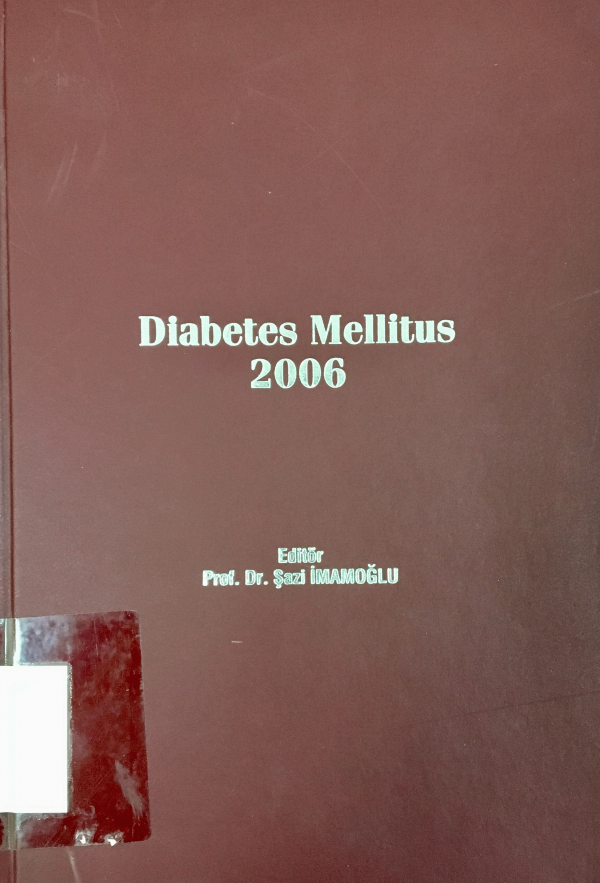 Diabetes Mellitus
2006
Editör
Prof. Dr. Şazi İMAMOĞLU